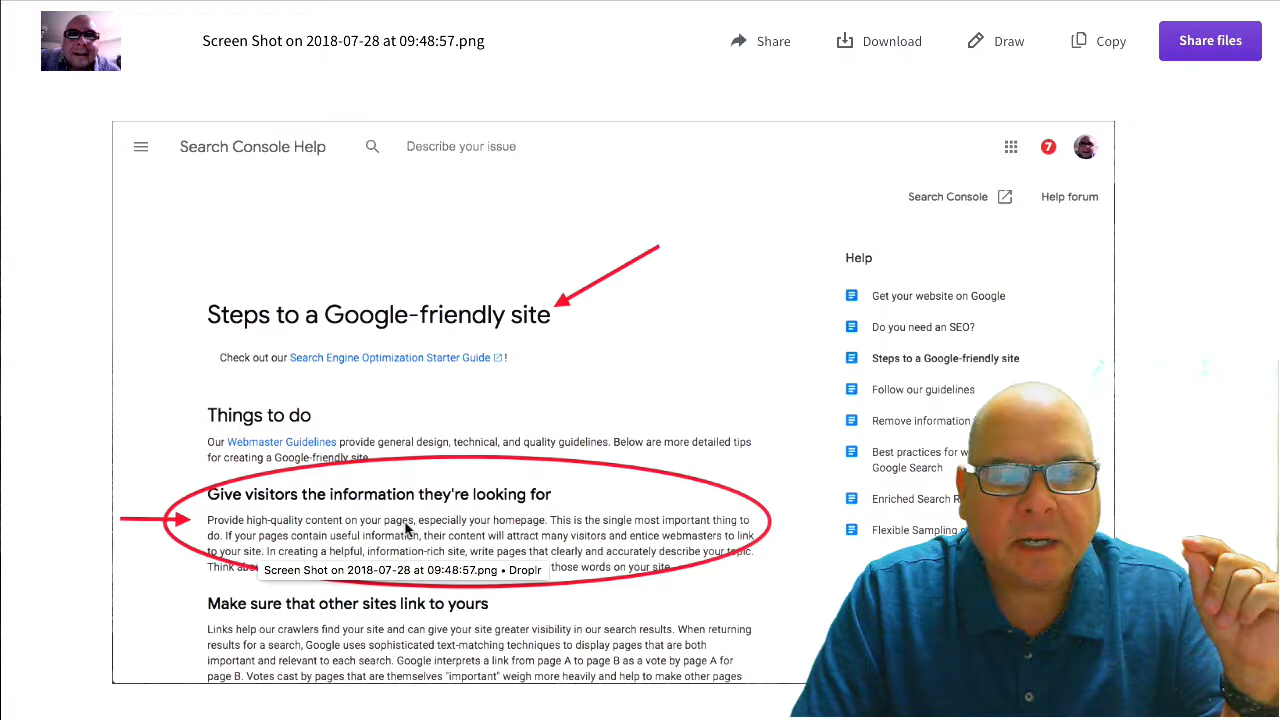 Screen Shot on 2018-07-28 at 09:48:57.png
Share
Download
Draw
Copy
Share files
Search Console Help
Describe your issue
7
Search Console
Help forum
Steps to a Google-friendly site
Check out our Search Engine Optimization Starter Guide !
Things to do
Our Webmaster Guidelines provide general design, technical, and quality guidelines. Below are more detailed tips
for creating a Google-friendly site.
Give visitors the information they're looking for
Provide high-quality content on your pages, especially your homepage. This is the single most important thing to
do. If your pages contain useful information, their content will attract many visitors and entice webmasters to link
to your site. In creating a helpful, information-rich site, write pages that clearly and accurately describe your topic.
Think those words on your site.
Screen Shot on 2018-07-28 at 09:48:57.png • Droplr
Make sure that other sites link to yours
Links help our crawlers find your site and can give your site greater visibility in our search results. When returning
results for a search, Google uses sophisticated text-matching techniques to display pages that are both
important and relevant to each search. Google interprets a link from page A to page B as a vote by page A for
page B. Votes cast by pages that are themselves "important" weigh more heavily and help to make other pages
Help
Get your website on Google
Do you need an SEO?
Steps to a Google-friendly site
Follow our guidelines
Remove information
Best practices for
Google Search
Enriched Search
Flexible Sampling